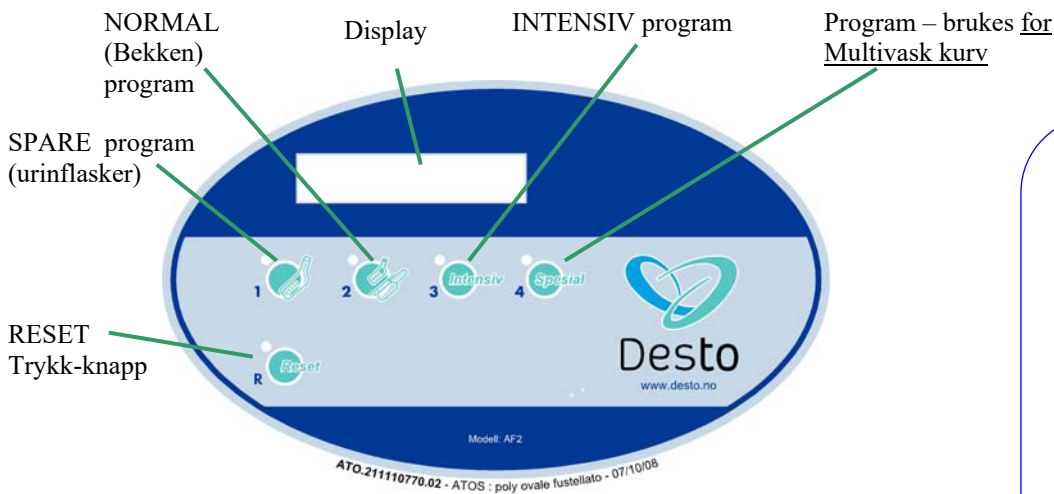 NORMAL
(Bekken)
program
Display
INTENSIV program
Program – brukes for
Multivask kurv
SPARE program
(urinflasker)
1
2
3 Intensiv
4 Spesial
RESET
Trykk-knapp
R Reset
Desto
www.desto.no
Modell: AF2
ATO.211110770.02 - ATOS : poly ovale fustellato - 07/10/08